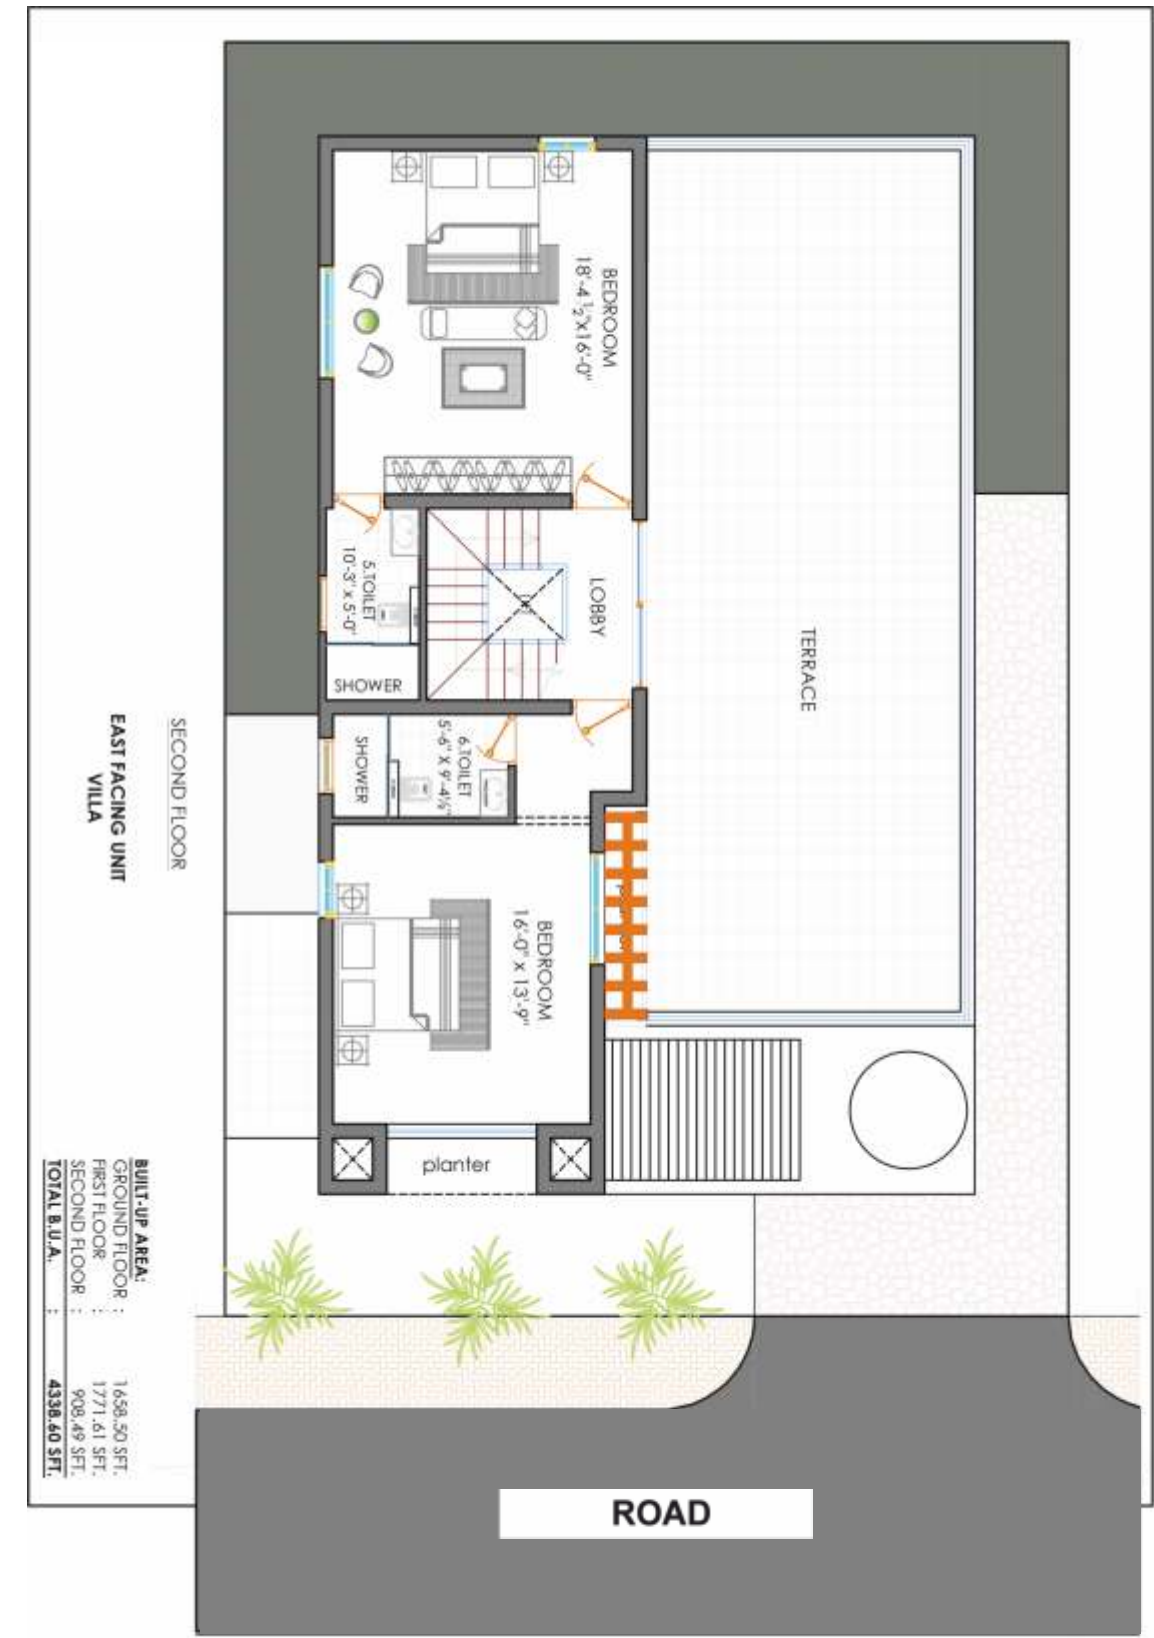 BEDROOM
18'-4 1/2"X16'-0"
LOBBY
TERRACE
5.TOILET
10'-3" x 5'-0"
SHOWER
6.TOILET
5'-6" X 9'-4½"
SHOWER
BEDROOM
16'-0" x 13'-9"
planter
SECOND FLOOR
EAST FACING UNIT
VILLA
BUILT-UP AREA:
GROUND FLOOR : 1658.50 SFT.
FIRST FLOOR : 1771.61 SFT.
SECOND FLOOR : 908.49 SFT.
TOTAL B.U.A. : 4338.60 SFT.
ROAD